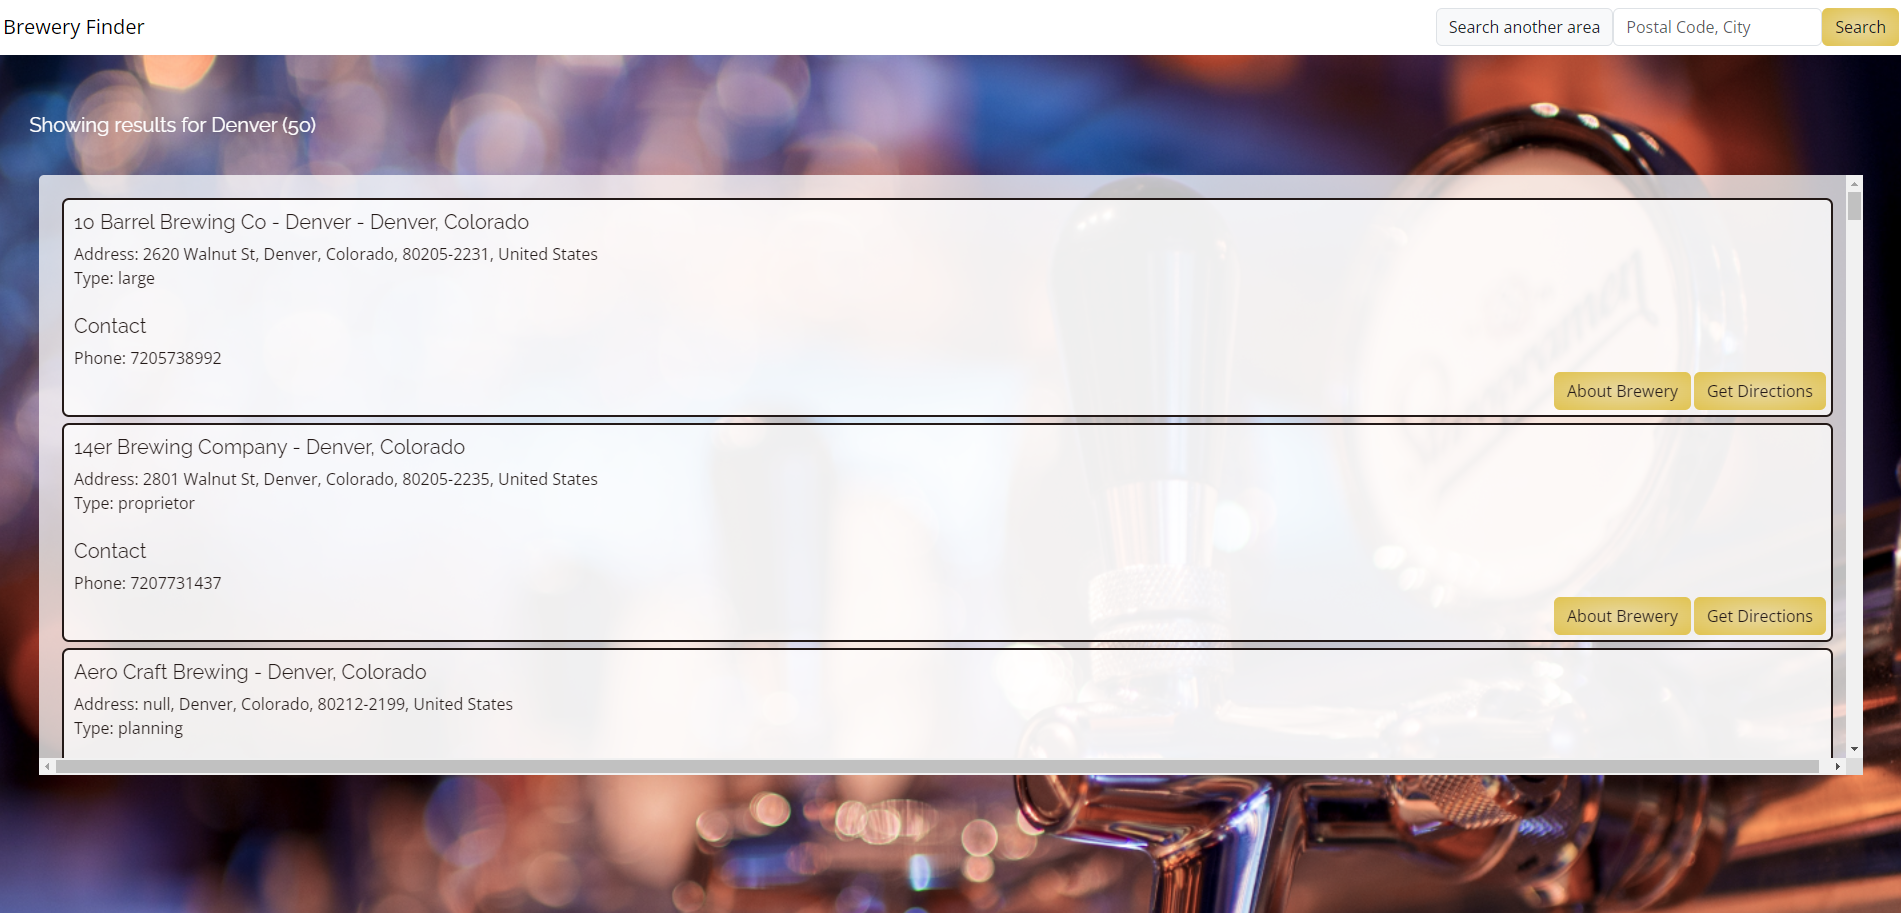 Brewery Finder
Search another area
Postal Code, City
Search
Showing results for Denver (50)
10 Barrel Brewing Co - Denver - Denver, Colorado
Address: 2620 Walnut St, Denver, Colorado, 80205-2231, United States
Type: large
Contact
Phone: 7205738992
About Brewery
Get Directions
14er Brewing Company - Denver, Colorado
Address: 2801 Walnut St, Denver, Colorado, 80205-2235, United States
Type: proprietor
Contact
Phone: 7207731437
About Brewery
Get Directions
Aero Craft Brewing - Denver, Colorado
Address: null, Denver, Colorado, 80212-2199, United States
Type: planning